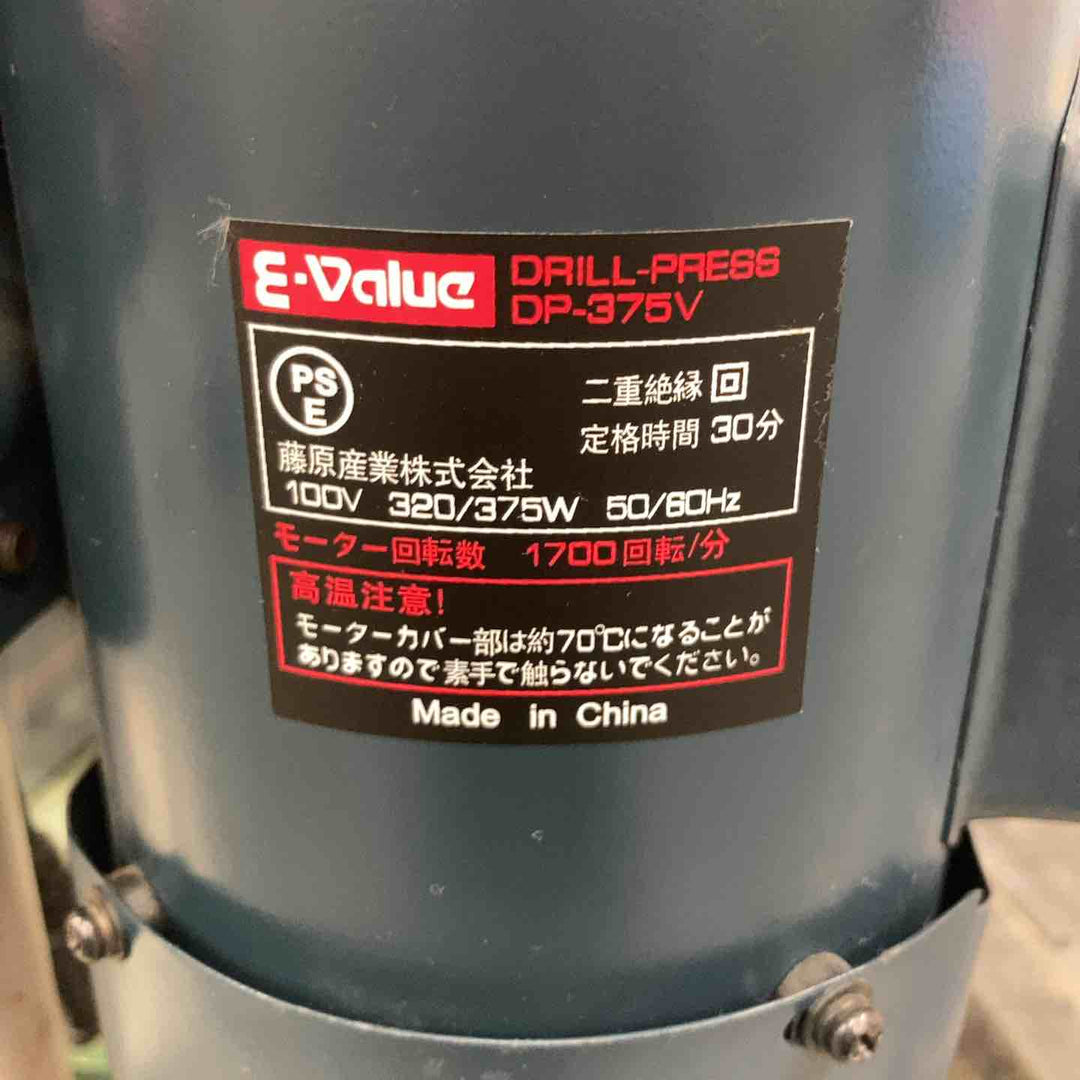 E-Value DRILL-PRESS
DP-375V
PS
E
二重絶縁 回
定格時間 30分
藤原産業株式会社
100V 320/375W 50/60Hz
モーター回転数 1700回転/分
高温注意!
モーターカバー部は約70℃になることが
ありますので素手で触らないでください。
Made in China